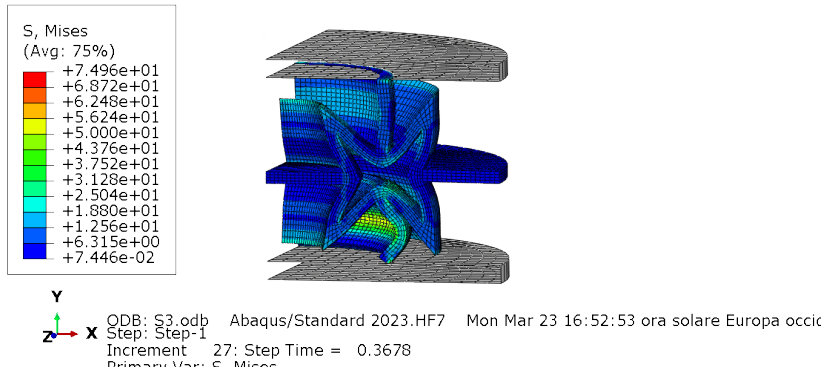 S, Mises
(Avg: 75%)
+7.496e+01
+6.872e+01
+6.248e+01
+5.624e+01
+5.000e+01
+4.376e+01
+3.752e+01
+3.128e+01
+2.504e+01
+1.880e+01
+1.256e+01
+6.315e+00
+7.446e-02
Y
Z X
ODB: S3.odb Abaqus/Standard 2023.HF7 Mon Mar 23 16:52:53 ora solare Europa occid
Step: Step-1
Increment 27: Step Time = 0.3678
Primary Var: S, Mises